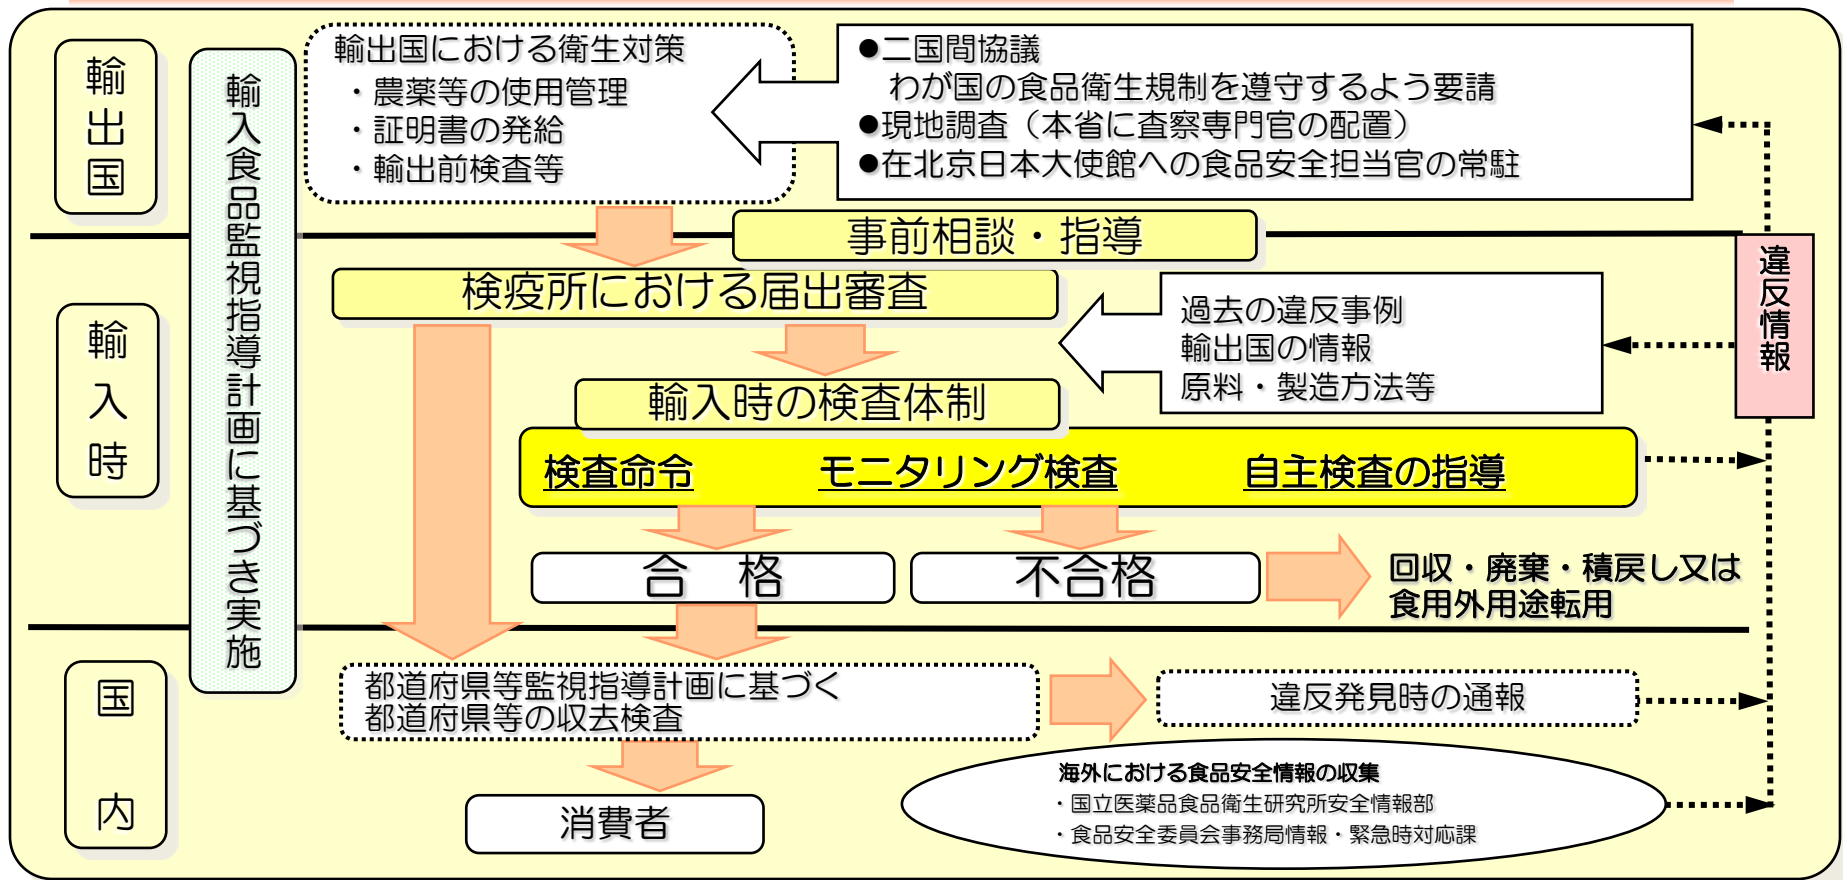 輸出国
輸入食品監視指導計画に基づき実施
輸出国における衛生対策
・農薬等の使用管理
・証明書の発給
・輸出前検査等
●二国間協議
わが国の食品衛生規制を遵守するよう要請
●現地調査（本省に査察専門官の配置）
●在北京日本大使館への食品安全担当官の常駐
事前相談・指導
違反情報
輸入時
検疫所における届出審査
過去の違反事例
輸出国の情報
原料・製造方法等
輸入時の検査体制
検査命令　モニタリング検査　自主検査の指導
合　格
不合格
回収・廃棄・積戻し又は
食用外用途転用
国内
都道府県等監視指導計画に基づく
都道府県等の収去検査
違反発見時の通報
消費者
海外における食品安全情報の収集
・国立医薬品食品衛生研究所安全情報部
・食品安全委員会事務局情報・緊急時対応課